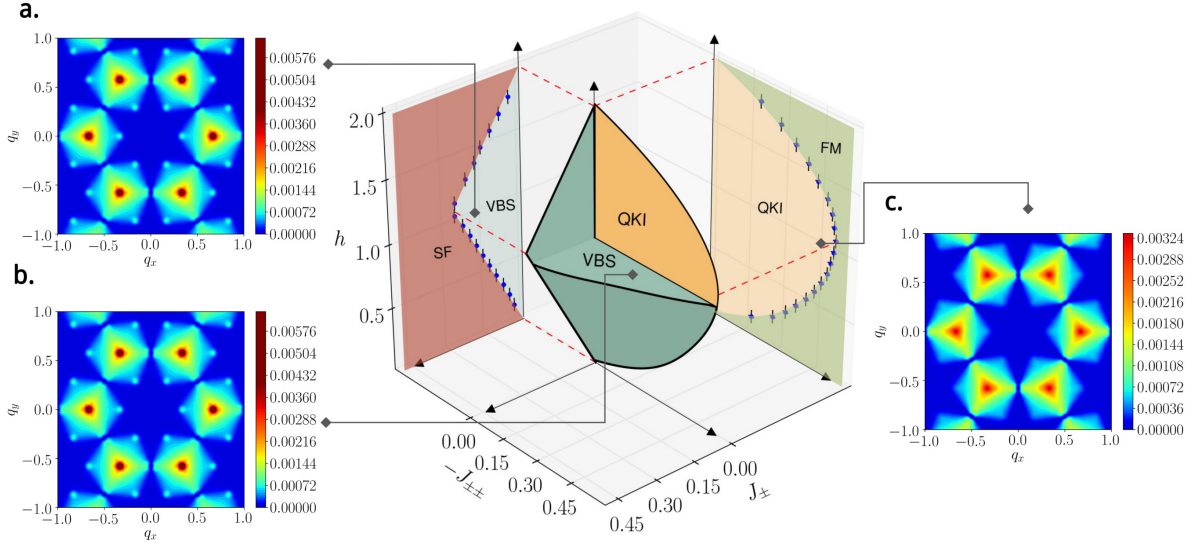 a.
1.0
0.5
0.0
−0.5
−1.0
q_y
−1.0 −0.5 0.0 0.5 1.0
q_x
0.00576
0.00504
0.00432
0.00360
0.00288
0.00216
0.00144
0.00072
0.00000
b.
1.0
0.5
0.0
−0.5
−1.0
q_y
−1.0 −0.5 0.0 0.5 1.0
q_x
0.00576
0.00504
0.00432
0.00360
0.00288
0.00216
0.00144
0.00072
0.00000
2.0
1.5
1.0
0.5
h
SF
VBS
QKI
VBS
QKI
FM
0.00
0.15
0.30
0.45
−J_{±±}
0.00
0.15
0.30
0.45
J_±
c.
1.0
0.5
0.0
−0.5
−1.0
q_y
−1.0 −0.5 0.0 0.5 1.0
q_x
0.00324
0.00288
0.00252
0.00216
0.00180
0.00144
0.00108
0.00072
0.00036
0.00000